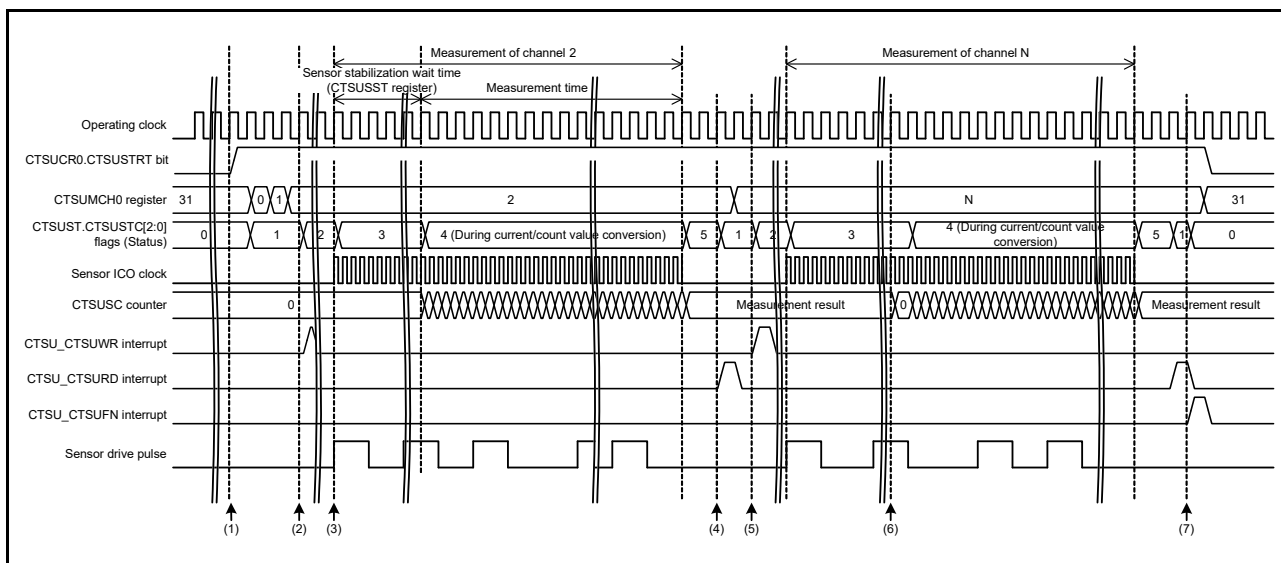 Measurement of channel 2
Measurement of channel N
Sensor stabilization wait time
(CTSUSST register)
Measurement time
Operating clock
CTSUCR0.CTSUSTRT bit
CTSUMCH0 register
31
0
1
2
N
31
CTSUST.CTSUSTC[2:0]
flags (Status)
0
1
2
3
4 (During current/count value conversion)
5
1
2
3
4 (During current/count value
conversion)
5
1
0
Sensor ICO clock
CTSUSC counter
0
Measurement result
0
Measurement result
CTSU_CTSUWR interrupt
CTSU_CTSURD interrupt
CTSU_CTSUFN interrupt
Sensor drive pulse
(1)
(2)
(3)
(4)
(5)
(6)
(7)